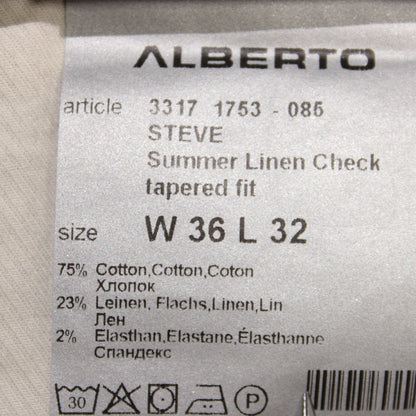 ALBERTO
article 3317 1753 - 085
STEVE
Summer Linen Check
tapered fit
size W 36 L 32
75% Cotton,Cotton,Coton
Хлопок
23% Leinen, Flachs,Linen,Lin
Лен
2% Elasthan,Elastane,Élasthanne
Спандекс
30 P